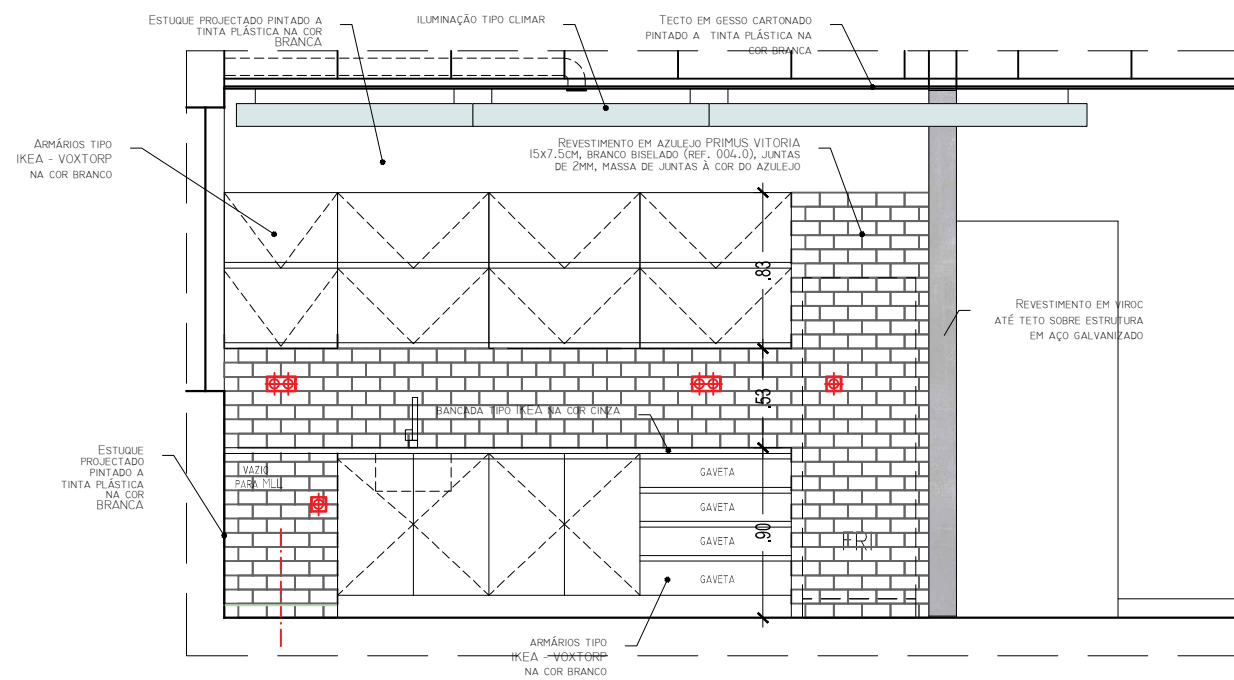 Estuque projectado pintado a
tinta plástica na cor
BRANCA
iluminação tipo climar
Tecto em gesso cartonado
pintado a tinta plástica na
cor branca
Armários tipo
IKEA - VOXTORP
na cor branco
Revestimento em azulejo PRIMUS VITORIA
15x7.5cm, branco biselado (ref. 004.0), juntas
de 2mm, massa de juntas à cor do azulejo
.83
Revestimento em viroc
até teto sobre estrutura
em aço galvanizado
.53
bancada tipo IKEA na cor cinza
Estuque
projectado
pintado a
tinta plástica
na cor
BRANCA
VAZIO
PARA MLL
GAVETA
GAVETA
GAVETA
GAVETA
.90
FRI
armários tipo
IKEA - VOXTORP
na cor branco